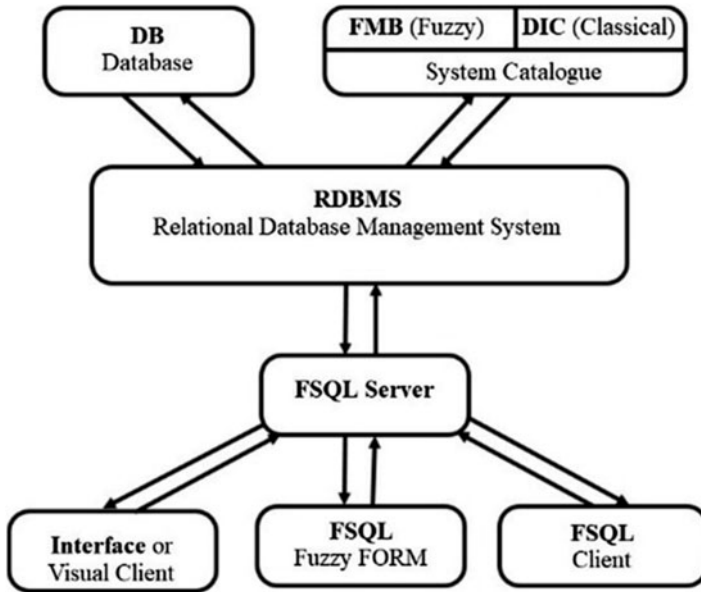 DB
Database
FMB (Fuzzy)
DIC (Classical)
System Catalogue
RDBMS
Relational Database Management System
FSQL Server
Interface or
Visual Client
FSQL
Fuzzy FORM
FSQL
Client